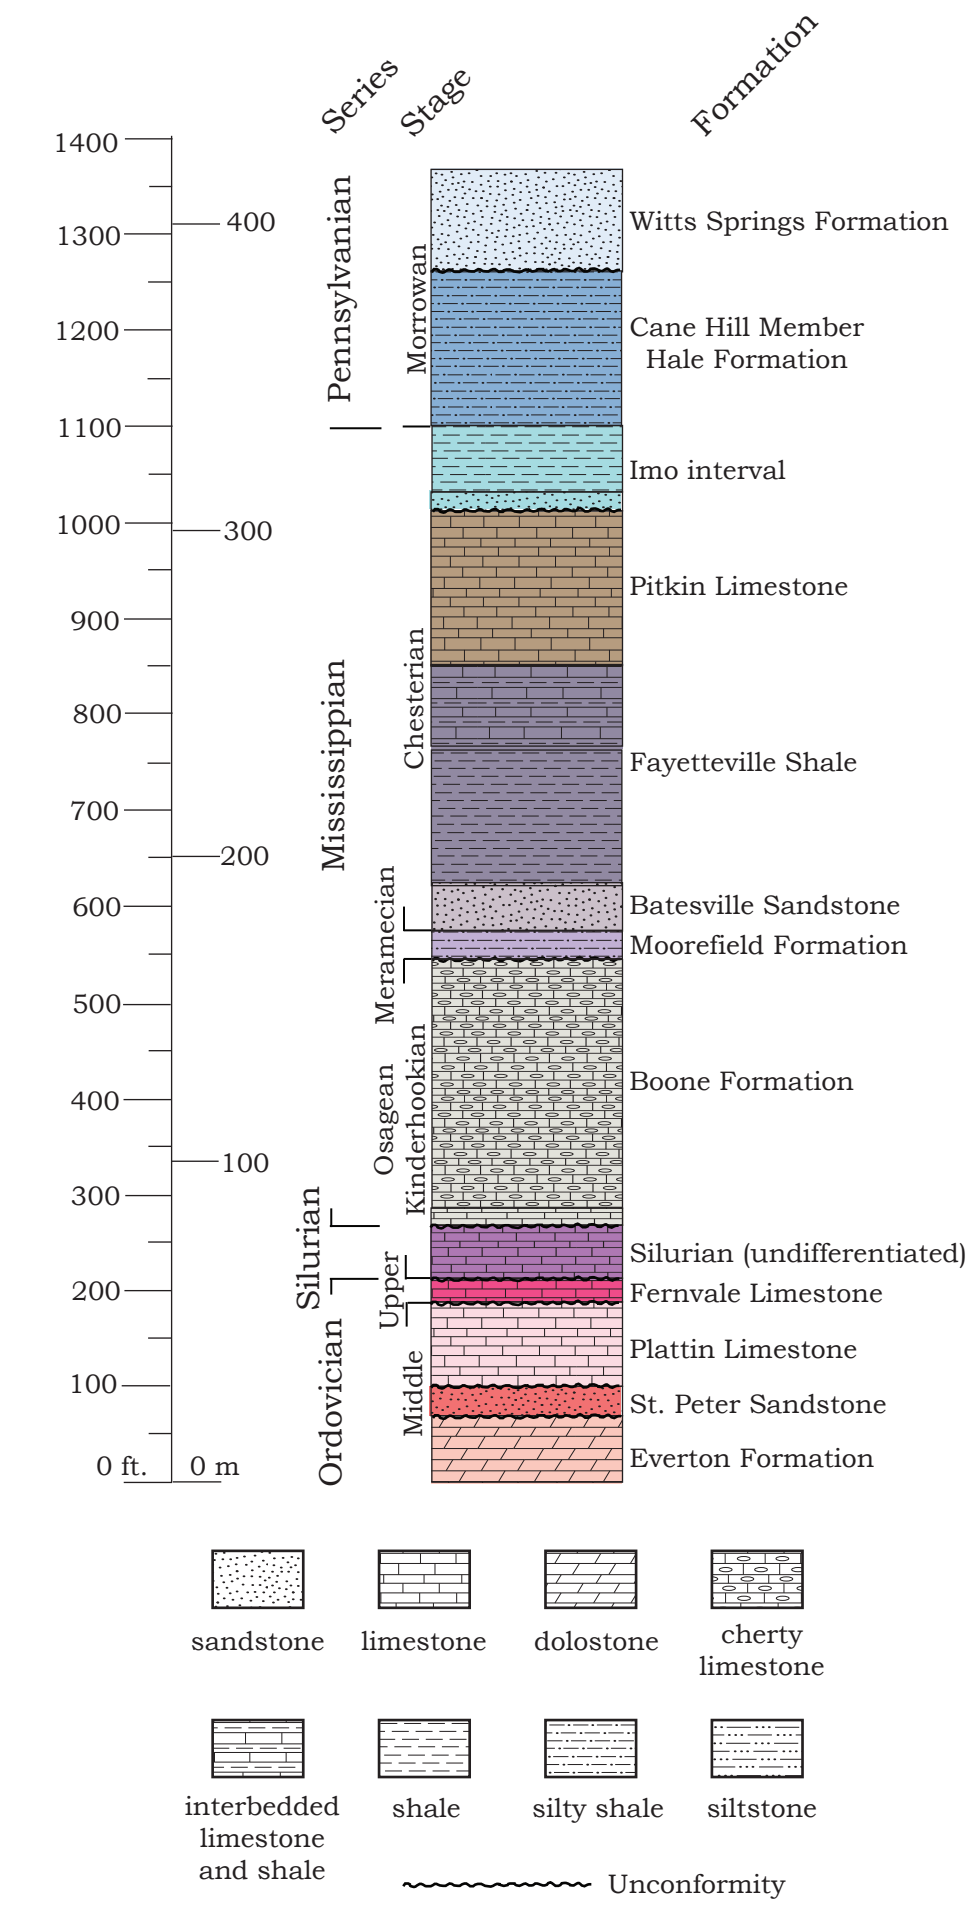 Series
Stage
Formation
1400
1300
1200
1100
1000
900
800
700
600
500
400
300
200
100
0 ft.
400
300
200
100
0 m
Pennsylvanian
Mississippian
Silurian
Ordovician
Morrowan
Chesterian
Meramecian
Osagean
Kinderhookian
Upper
Middle
Witts Springs Formation
Cane Hill Member
Hale Formation
Imo interval
Pitkin Limestone
Fayetteville Shale
Batesville Sandstone
Moorefield Formation
Boone Formation
Silurian (undifferentiated)
Fernvale Limestone
Plattin Limestone
St. Peter Sandstone
Everton Formation
sandstone
limestone
dolostone
cherty
limestone
interbedded
limestone
and shale
shale
silty shale
siltstone
Unconformity